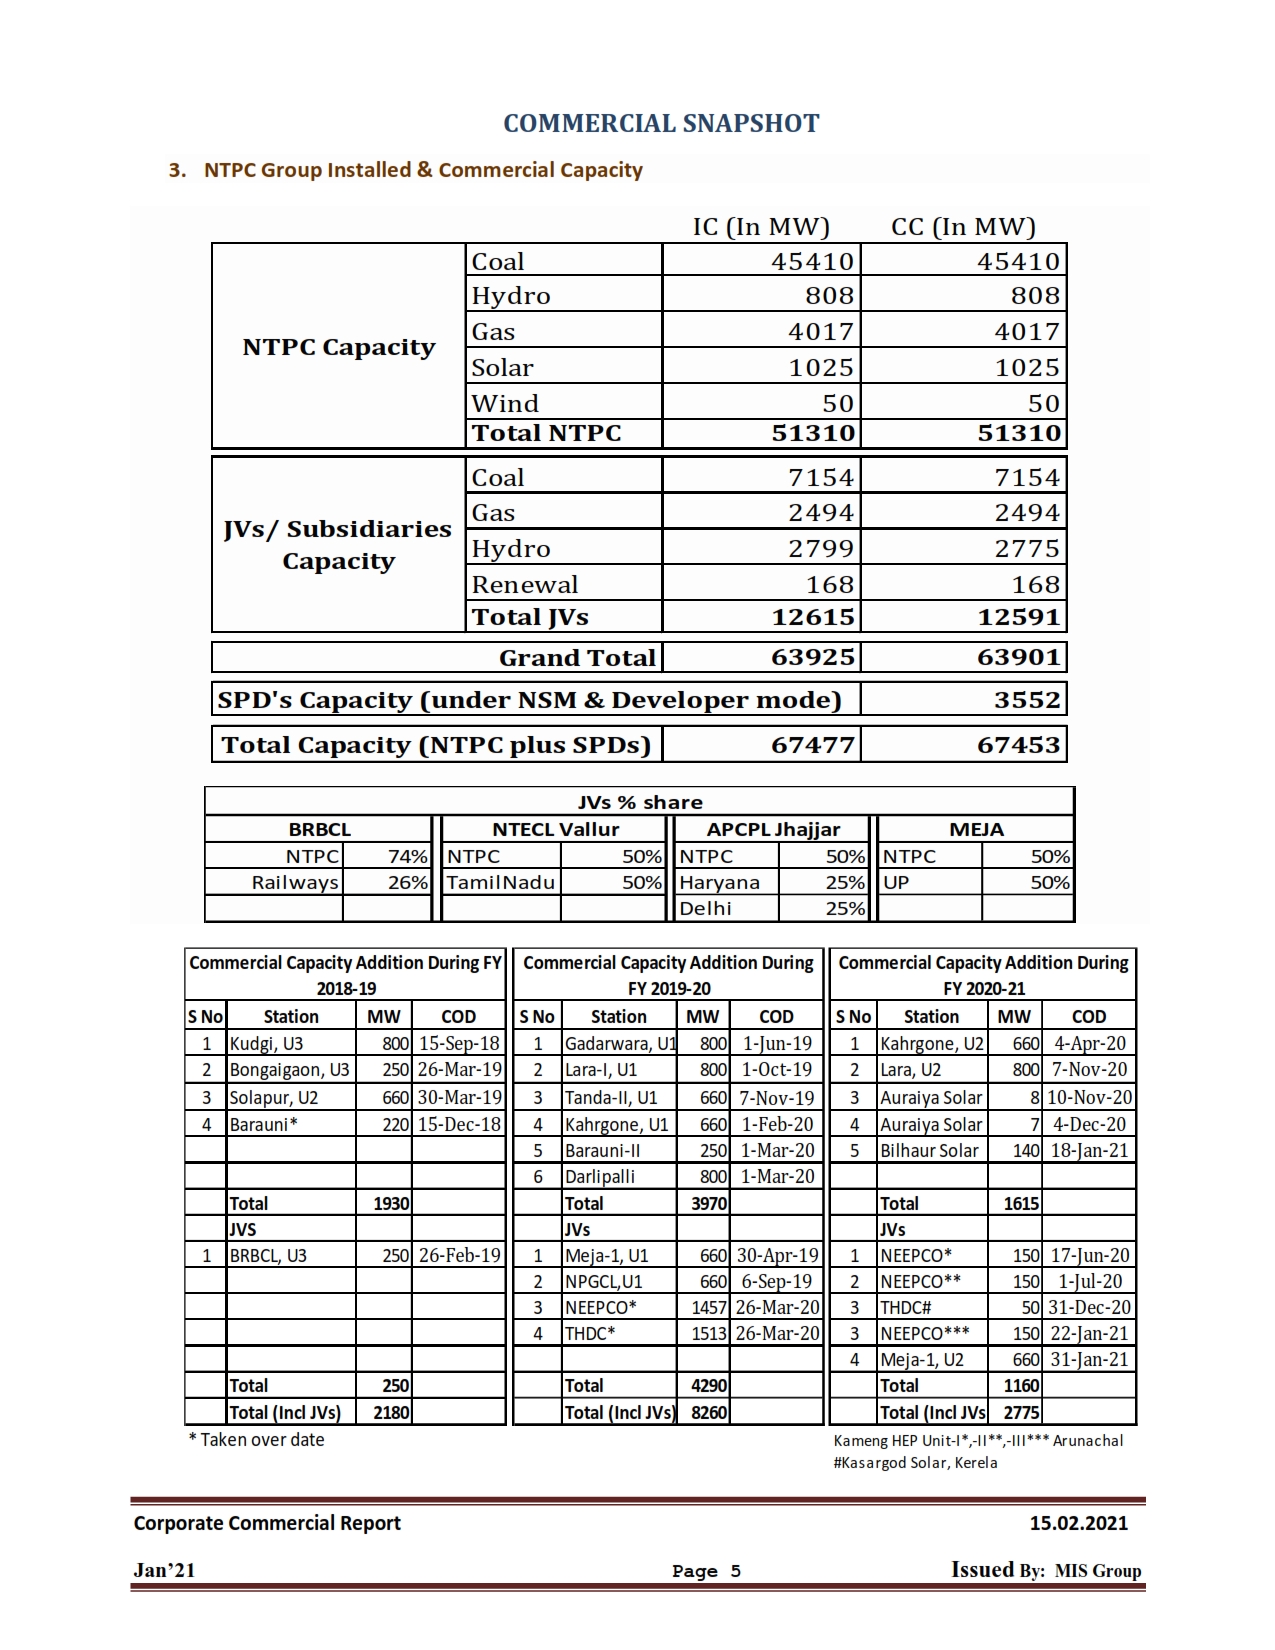 COMMERCIAL SNAPSHOT
3. NTPC Group Installed & Commercial Capacity
IC (In MW) CC (In MW)
NTPC Capacity
Coal 45410 45410
Hydro 808 808
Gas 4017 4017
Solar 1025 1025
Wind 50 50
Total NTPC 51310 51310
JVs/ Subsidiaries
Capacity
Coal 7154 7154
Gas 2494 2494
Hydro 2799 2775
Renewal 168 168
Total JVs 12615 12591
Grand Total 63925 63901
SPD's Capacity (under NSM & Developer mode) 3552
Total Capacity (NTPC plus SPDs) 67477 67453
JVs % share
BRBCL NTECL Vallur APCPL Jhajjar MEJA
NTPC 74% NTPC 50% NTPC 50% NTPC 50%
Railways 26% TamilNadu 50% Haryana 25% UP 50%
Delhi 25%
Commercial Capacity Addition During FY
2018-19
S No Station MW COD
1 Kudgi, U3 800 15-Sep-18
2 Bongaigaon, U3 250 26-Mar-19
3 Solapur, U2 660 30-Mar-19
4 Barauni* 220 15-Dec-18
Total 1930
JVS
1 BRBCL, U3 250 26-Feb-19
Total 250
Total (Incl JVs) 2180
* Taken over date
Commercial Capacity Addition During
FY 2019-20
S No Station MW COD
1 Gadarwara, U1 800 1-Jun-19
2 Lara-I, U1 800 1-Oct-19
3 Tanda-II, U1 660 7-Nov-19
4 Kahrgone, U1 660 1-Feb-20
5 Barauni-II 250 1-Mar-20
6 Darlipalli 800 1-Mar-20
Total 3970
JVs
1 Meja-1, U1 660 30-Apr-19
2 NPGCL,U1 660 6-Sep-19
3 NEEPCO* 1457 26-Mar-20
4 THDC* 1513 26-Mar-20
Total 4290
Total (Incl JVs) 8260
Commercial Capacity Addition During
FY 2020-21
S No Station MW COD
1 Kahrgone, U2 660 4-Apr-20
2 Lara, U2 800 7-Nov-20
3 Auraiya Solar 8 10-Nov-20
4 Auraiya Solar 7 4-Dec-20
5 Bilhaur Solar 140 18-Jan-21
Total 1615
JVs
1 NEEPCO* 150 17-Jun-20
2 NEEPCO** 150 1-Jul-20
3 THDC# 50 31-Dec-20
3 NEEPCO*** 150 22-Jan-21
4 Meja-1, U2 660 31-Jan-21
Total 1160
Total (Incl JVs 2775
Kameng HEP Unit-I*,-II**,-III*** Arunachal
#Kasargod Solar, Kerela
Corporate Commercial Report 15.02.2021
Jan’21 Page 5 Issued By: MIS Group